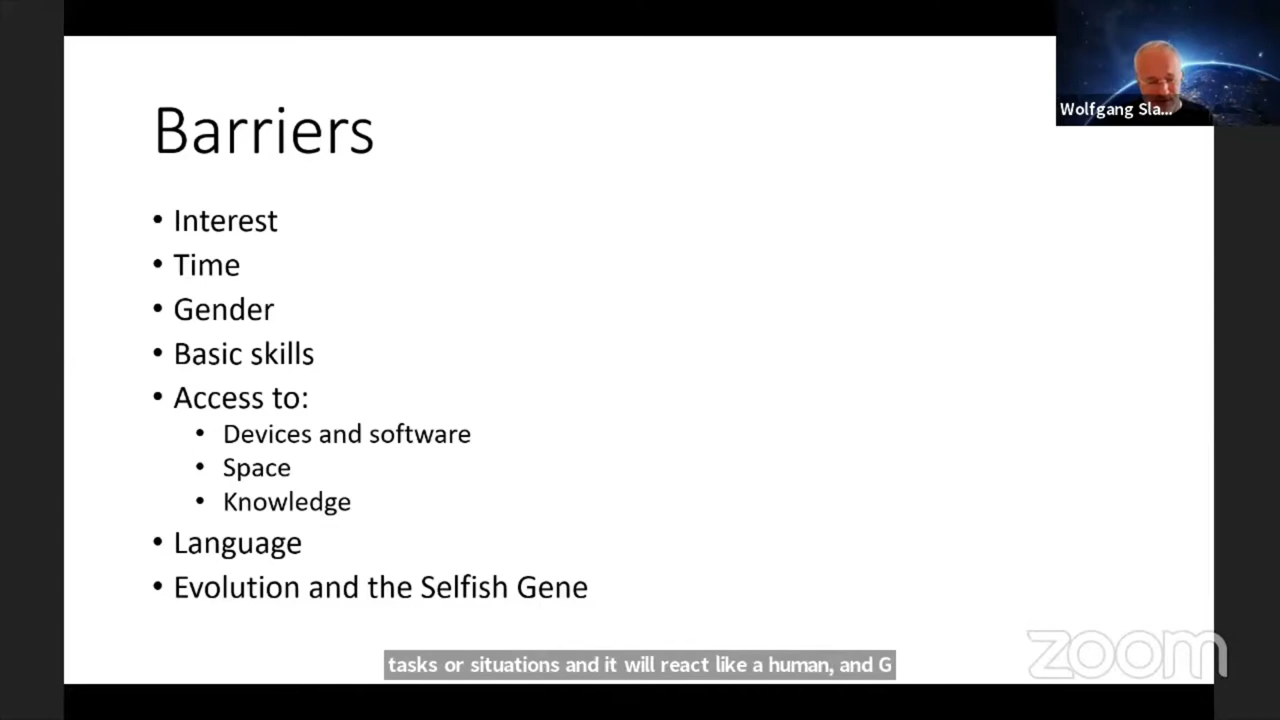 Wolfgang Sla...
Barriers
• Interest
• Time
• Gender
• Basic skills
• Access to:
• Devices and software
• Space
• Knowledge
• Language
• Evolution and the Selfish Gene
tasks or situations and it will react like a human, and G
zoom